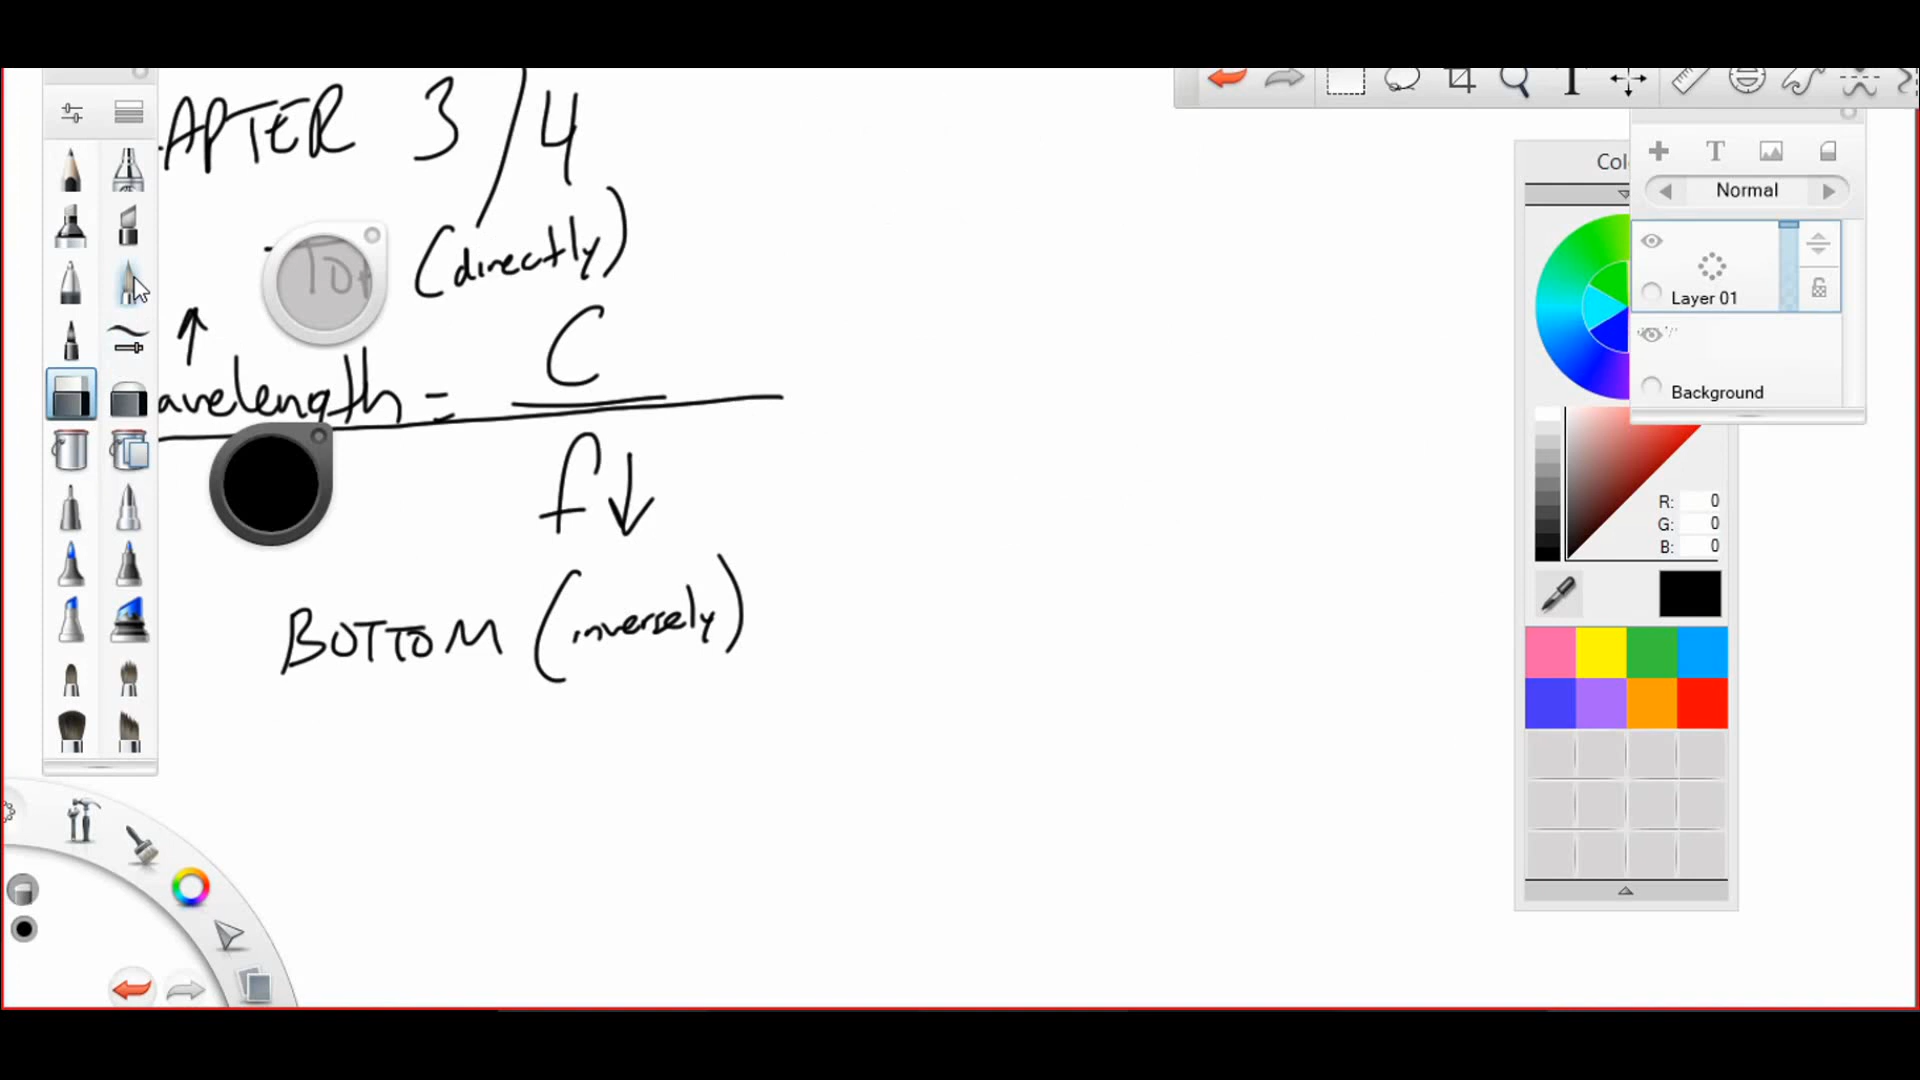 APTER 3/4
(directly)
avelength = C
f
BOTTOM (inversely)
Normal
Layer 01
Background
R: 0
G: 0
B: 0